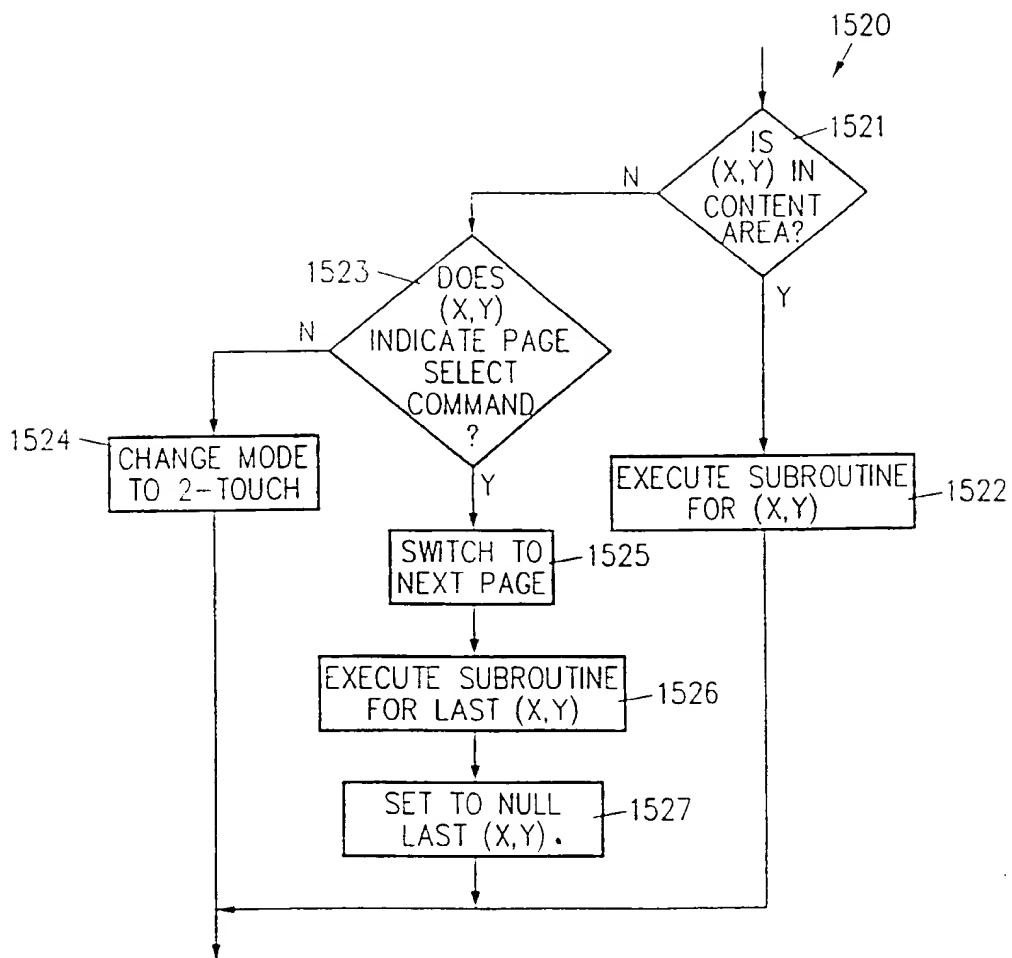 1520
1521
IS
(X,Y) IN
CONTENT
AREA?
N
Y
1523
DOES
(X,Y)
INDICATE PAGE
SELECT
COMMAND
?
N
Y
1524
CHANGE MODE
TO 2-TOUCH
EXECUTE SUBROUTINE
FOR (X,Y)
1522
SWITCH TO
NEXT PAGE
1525
EXECUTE SUBROUTINE
FOR LAST (X,Y)
1526
SET TO NULL
LAST (X,Y).
1527